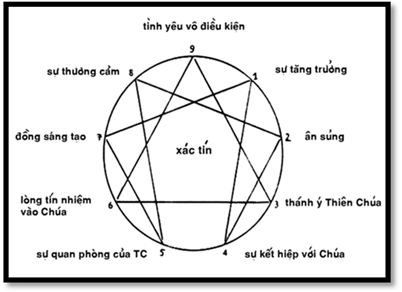 tình yêu vô điều kiện
9
sự thương cảm
8
1
sự tăng trưởng
đồng sáng tạo
7
xác tín
2
ân sủng
lòng tín nhiệm
vào Chúa
6
3
thánh ý Thiên Chúa
sự quan phòng của TC
5
4
sự kết hiệp với Chúa